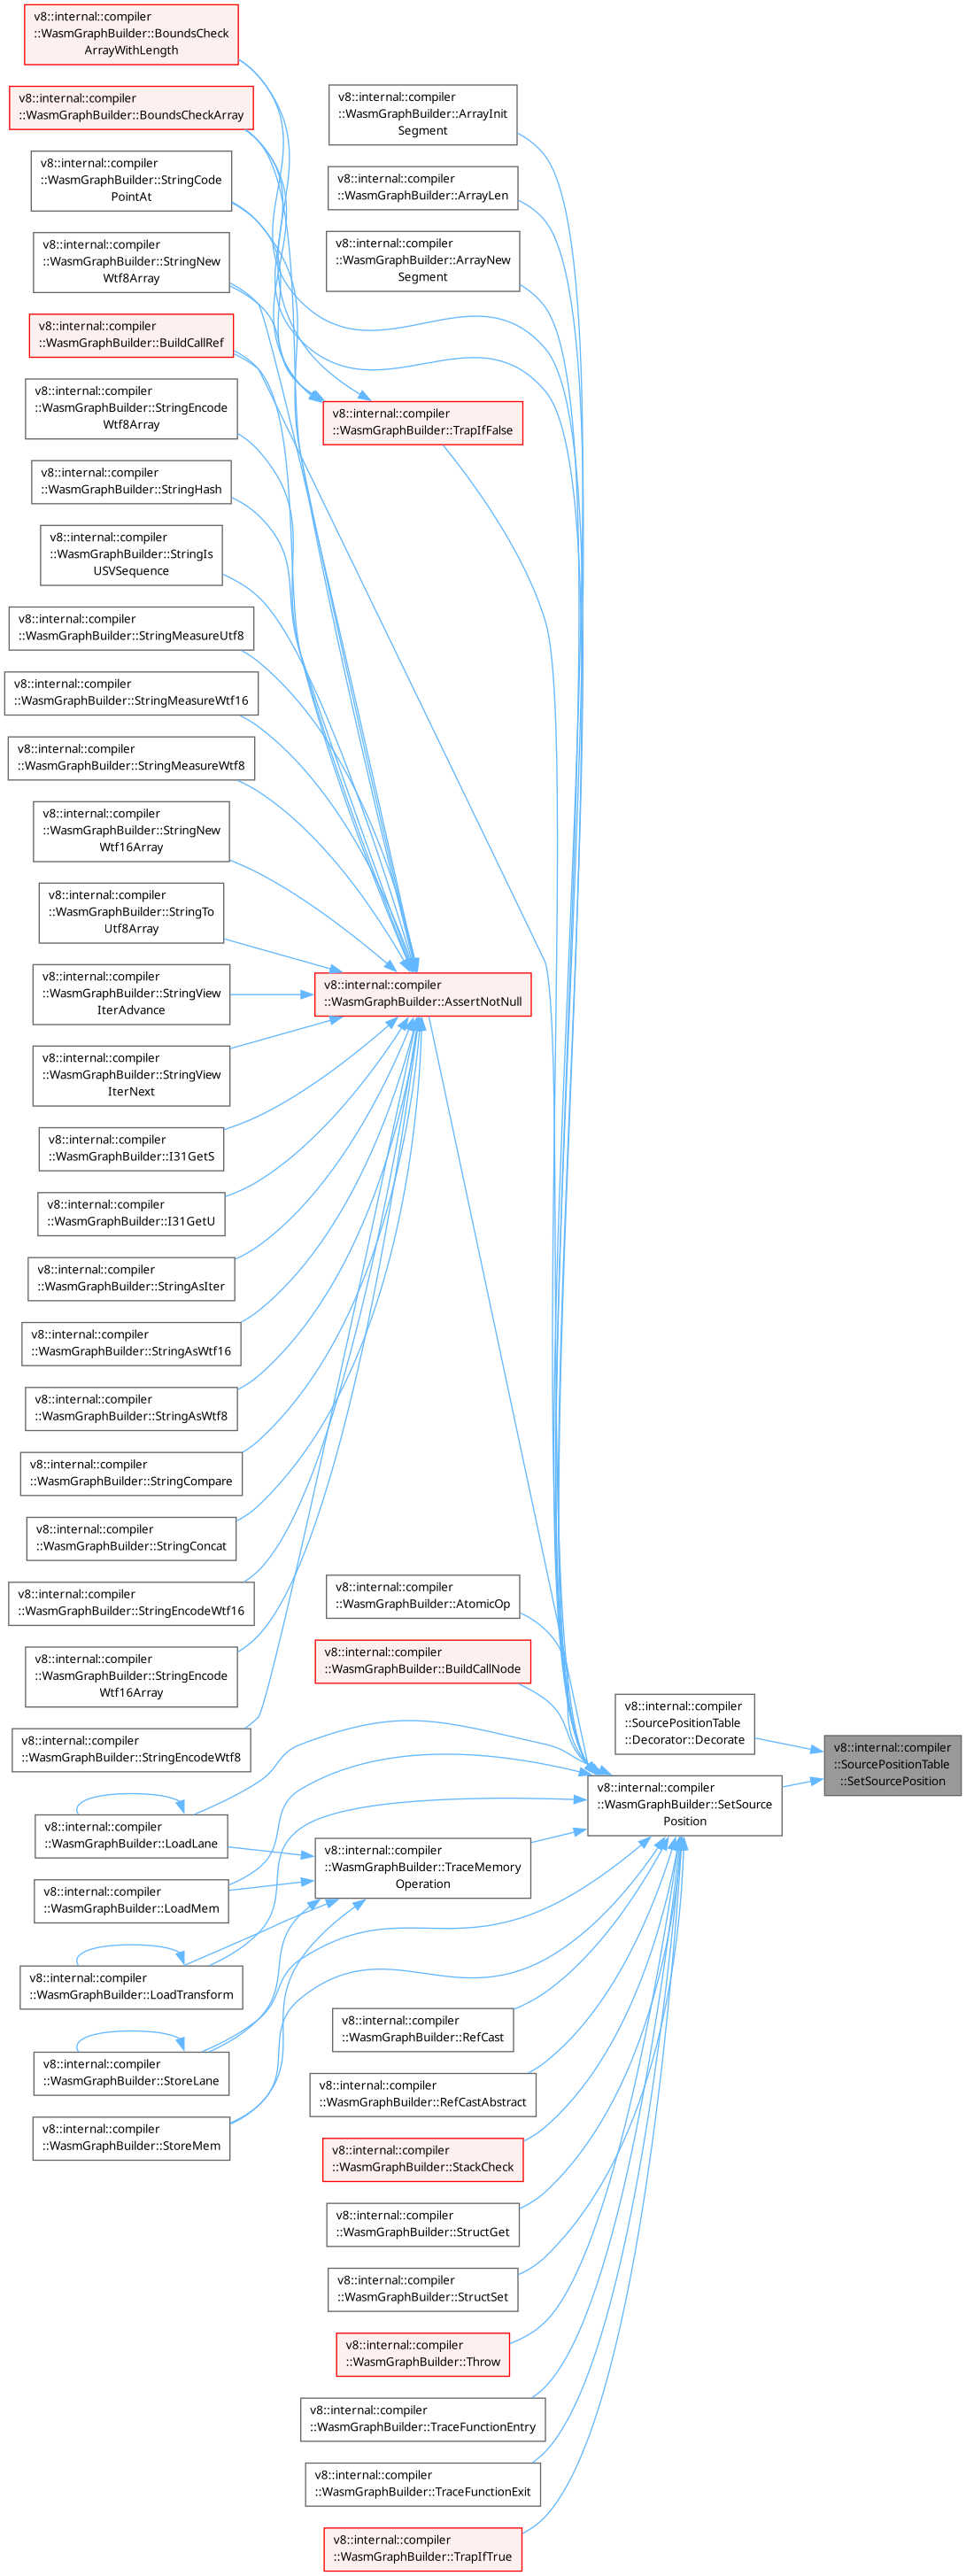 v8::internal::compiler
::WasmGraphBuilder::BoundsCheck
ArrayWithLength
v8::internal::compiler
::WasmGraphBuilder::BoundsCheckArray
v8::internal::compiler
::WasmGraphBuilder::StringCode
PointAt
v8::internal::compiler
::WasmGraphBuilder::StringNew
Wtf8Array
v8::internal::compiler
::WasmGraphBuilder::BuildCallRef
v8::internal::compiler
::WasmGraphBuilder::StringEncode
Wtf8Array
v8::internal::compiler
::WasmGraphBuilder::StringHash
v8::internal::compiler
::WasmGraphBuilder::StringIs
USVSequence
v8::internal::compiler
::WasmGraphBuilder::StringMeasureUtf8
v8::internal::compiler
::WasmGraphBuilder::StringMeasureWtf16
v8::internal::compiler
::WasmGraphBuilder::StringMeasureWtf8
v8::internal::compiler
::WasmGraphBuilder::StringNew
Wtf16Array
v8::internal::compiler
::WasmGraphBuilder::StringTo
Utf8Array
v8::internal::compiler
::WasmGraphBuilder::StringView
IterAdvance
v8::internal::compiler
::WasmGraphBuilder::StringView
IterNext
v8::internal::compiler
::WasmGraphBuilder::I31GetS
v8::internal::compiler
::WasmGraphBuilder::I31GetU
v8::internal::compiler
::WasmGraphBuilder::StringAsIter
v8::internal::compiler
::WasmGraphBuilder::StringAsWtf16
v8::internal::compiler
::WasmGraphBuilder::StringAsWtf8
v8::internal::compiler
::WasmGraphBuilder::StringCompare
v8::internal::compiler
::WasmGraphBuilder::StringConcat
v8::internal::compiler
::WasmGraphBuilder::StringEncodeWtf16
v8::internal::compiler
::WasmGraphBuilder::StringEncode
Wtf16Array
v8::internal::compiler
::WasmGraphBuilder::StringEncodeWtf8
v8::internal::compiler
::WasmGraphBuilder::LoadLane
v8::internal::compiler
::WasmGraphBuilder::LoadMem
v8::internal::compiler
::WasmGraphBuilder::LoadTransform
v8::internal::compiler
::WasmGraphBuilder::StoreLane
v8::internal::compiler
::WasmGraphBuilder::StoreMem
v8::internal::compiler
::WasmGraphBuilder::ArrayInit
Segment
v8::internal::compiler
::WasmGraphBuilder::ArrayLen
v8::internal::compiler
::WasmGraphBuilder::ArrayNew
Segment
v8::internal::compiler
::WasmGraphBuilder::TrapIfFalse
v8::internal::compiler
::WasmGraphBuilder::AssertNotNull
v8::internal::compiler
::WasmGraphBuilder::AtomicOp
v8::internal::compiler
::WasmGraphBuilder::BuildCallNode
v8::internal::compiler
::WasmGraphBuilder::TraceMemory
Operation
v8::internal::compiler
::WasmGraphBuilder::RefCast
v8::internal::compiler
::WasmGraphBuilder::RefCastAbstract
v8::internal::compiler
::WasmGraphBuilder::StackCheck
v8::internal::compiler
::WasmGraphBuilder::StructGet
v8::internal::compiler
::WasmGraphBuilder::StructSet
v8::internal::compiler
::WasmGraphBuilder::Throw
v8::internal::compiler
::WasmGraphBuilder::TraceFunctionEntry
v8::internal::compiler
::WasmGraphBuilder::TraceFunctionExit
v8::internal::compiler
::WasmGraphBuilder::TrapIfTrue
v8::internal::compiler
::SourcePositionTable
::Decorator::Decorate
v8::internal::compiler
::WasmGraphBuilder::SetSource
Position
v8::internal::compiler
::SourcePositionTable
::SetSourcePosition